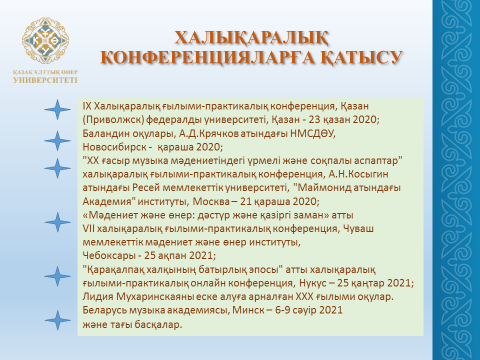 ҚАЗАҚ ҰЛТТЫҚ ӨНЕР
УНИВЕРСИТЕТІ
ХАЛЫҚАРАЛЫҚ
КОНФЕРЕНЦИЯЛАРҒА ҚАТЫСУ
IX Халықаралық ғылыми-практикалық конференция, Қазан
(Приволжск) федералды университеті, Қазан - 23 қазан 2020;
Баландин оқулары, А.Д.Крячков атындағы НМСДӨУ,
Новосибирск - қараша 2020;
"XX ғасыр музыка мәдениетіндегі үрмелі және соқпалы аспаптар"
халықаралық ғылыми-практикалық конференция, А.Н.Косыгин
атындағы Ресей мемлекеттік университеті, "Маймонид атындағы
Академия" институты, Москва – 21 қараша 2020;
«Мәдениет және өнер: дәстүр және қазіргі заман» атты
VII халықаралық ғылыми-практикалық конференция, Чуваш
мемлекеттік мәдениет және өнер институты,
Чебоксары - 25 ақпан 2021;
"Қарақалпақ халқының батырлық эпосы" атты халықаралық
ғылыми-практикалық онлайн конференция, Нукус – 25 қаңтар 2021;
Лидия Мухаринскаяны еске алуға арналған XXX ғылыми оқулар.
Беларусь музыка академиясы, Минск – 6-9 сәуір 2021
және тағы басқалар.